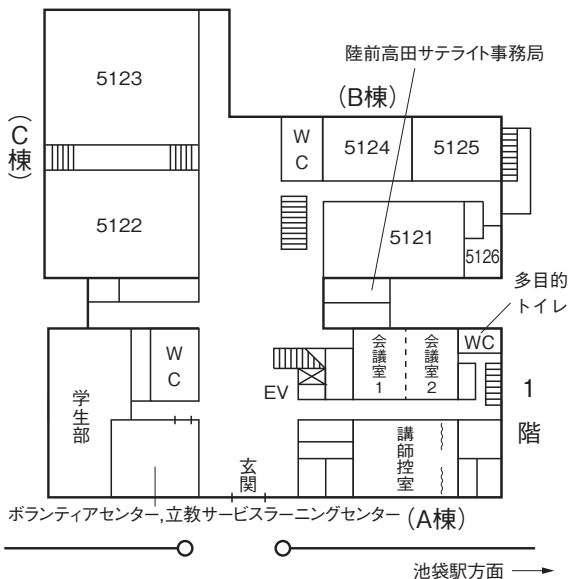 陸前高田サテライト事務局
5123
(B棟)
(C棟)
WC
5124
5125
5122
5121
5126
多目的
トイレ
WC
会議室1
会議室2
WC
学生部
EV
1階
講師控室
玄関
ボランティアセンター,立教サービスラーニングセンター
(A棟)
池袋駅方面